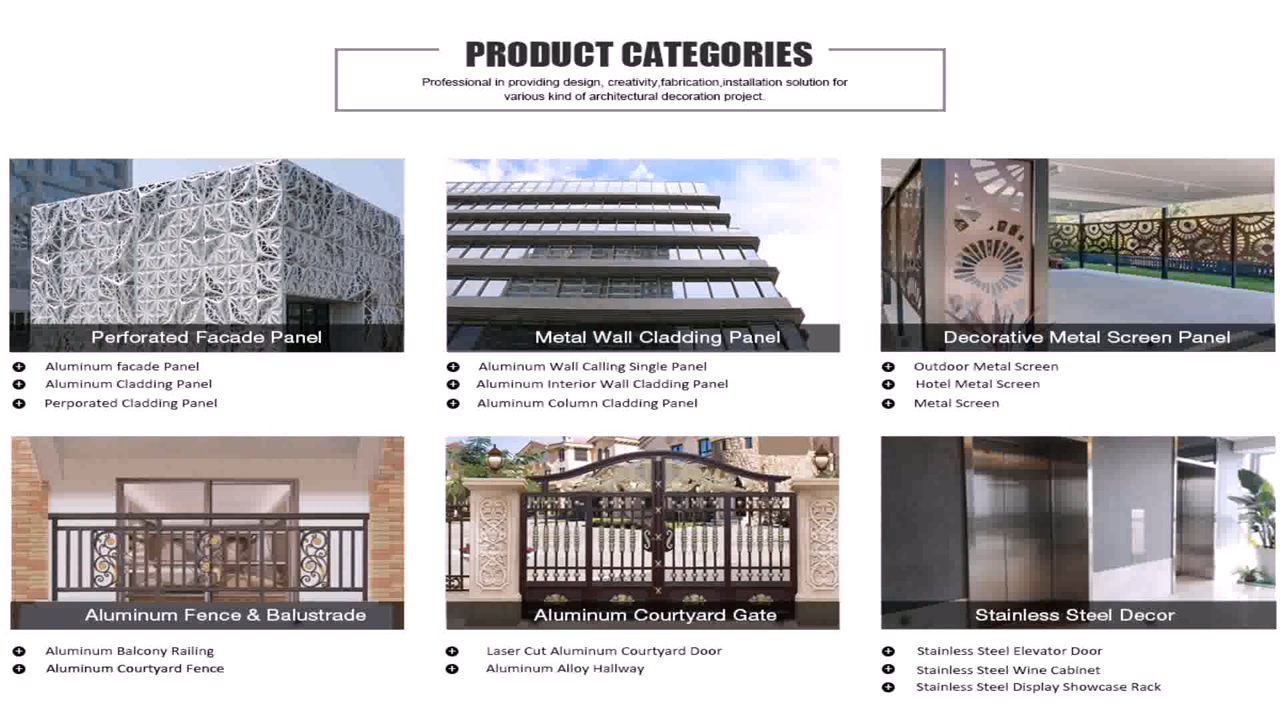 PRODUCT CATEGORIES
Professional in providing design, creativity,fabrication,installation solution for
various kind of architectural decoration project.
Perforated Facade Panel
Aluminum facade Panel
Aluminum Cladding Panel
Perporated Cladding Panel
Metal Wall Cladding Panel
Aluminum Wall Calling Single Panel
Aluminum Interior Wall Cladding Panel
Aluminum Column Cladding Panel
Decorative Metal Screen Panel
Outdoor Metal Screen
Hotel Metal Screen
Metal Screen
Aluminum Fence & Balustrade
Aluminum Balcony Railing
Aluminum Courtyard Fence
Aluminum Courtyard Gate
Laser Cut Aluminum Courtyard Door
Aluminum Alloy Hallway
Stainless Steel Decor
Stainless Steel Elevator Door
Stainless Steel Wine Cabinet
Stainless Steel Display Showcase Rack